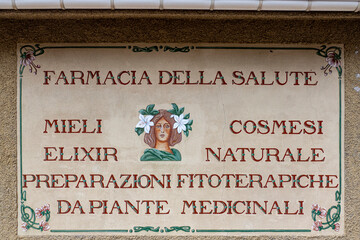 FARMACIA DELLA SALUTE
MIELI COSMESI
ELIXIR NATURALE
PREPARAZIONI FITOTERAPICHE
DA PIANTE MEDICINALI